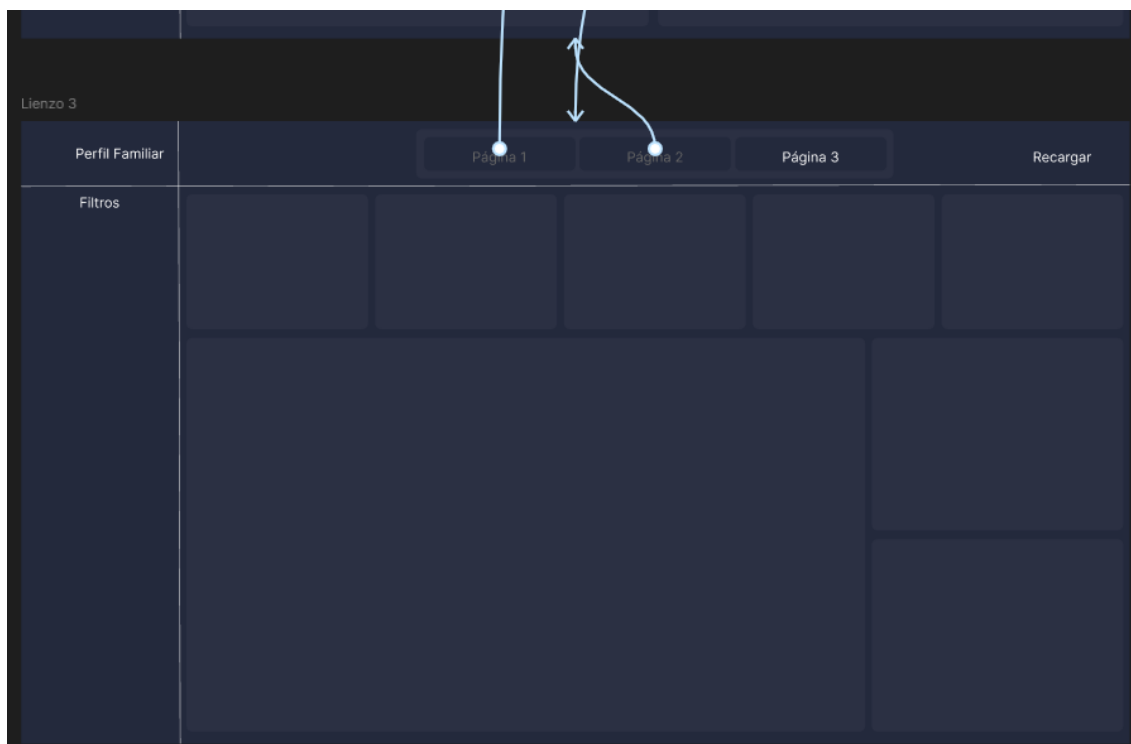 Lienzo 3
Perfil Familiar
Página 1
Página 2
Página 3
Recargar
Filtros